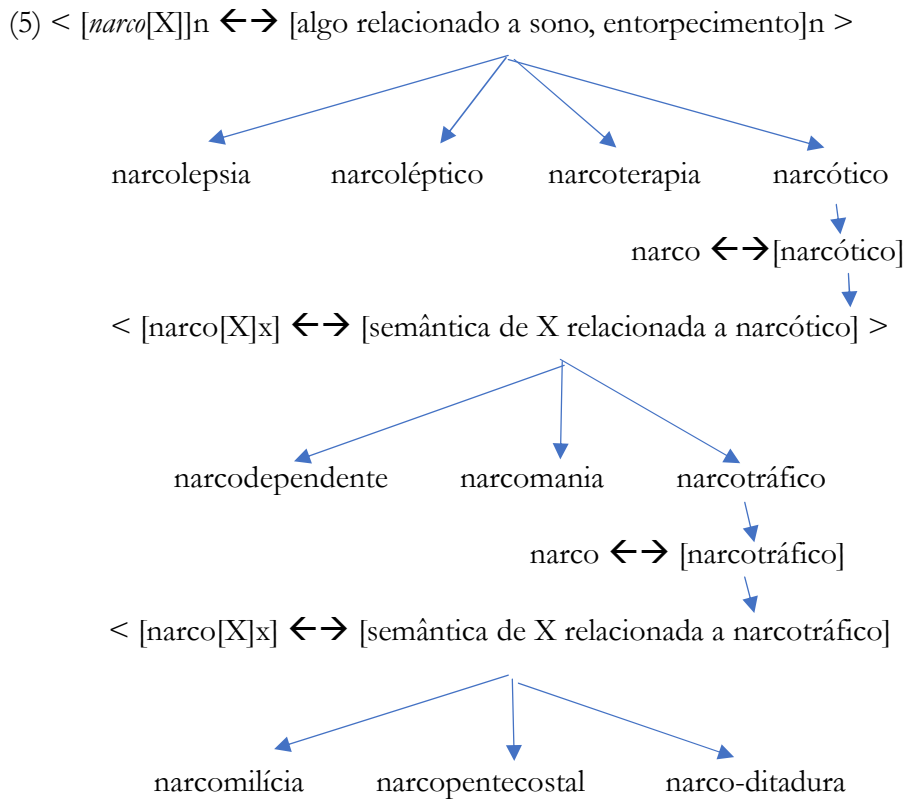 (5) < [narco[X]]n ←→ [algo relacionado a sono, entorpecimento]n >
narcolepsia narcoléptico narcoterapia narcótico
narco ←→[narcótico]
< [narco[X]x] ←→ [semântica de X relacionada a narcótico] >
narcodependente narcomania narcotráfico
narco ←→ [narcotráfico]
< [narco[X]x] ←→ [semântica de X relacionada a narcotráfico]
narcomilícia narcopentecostal narco-ditadura